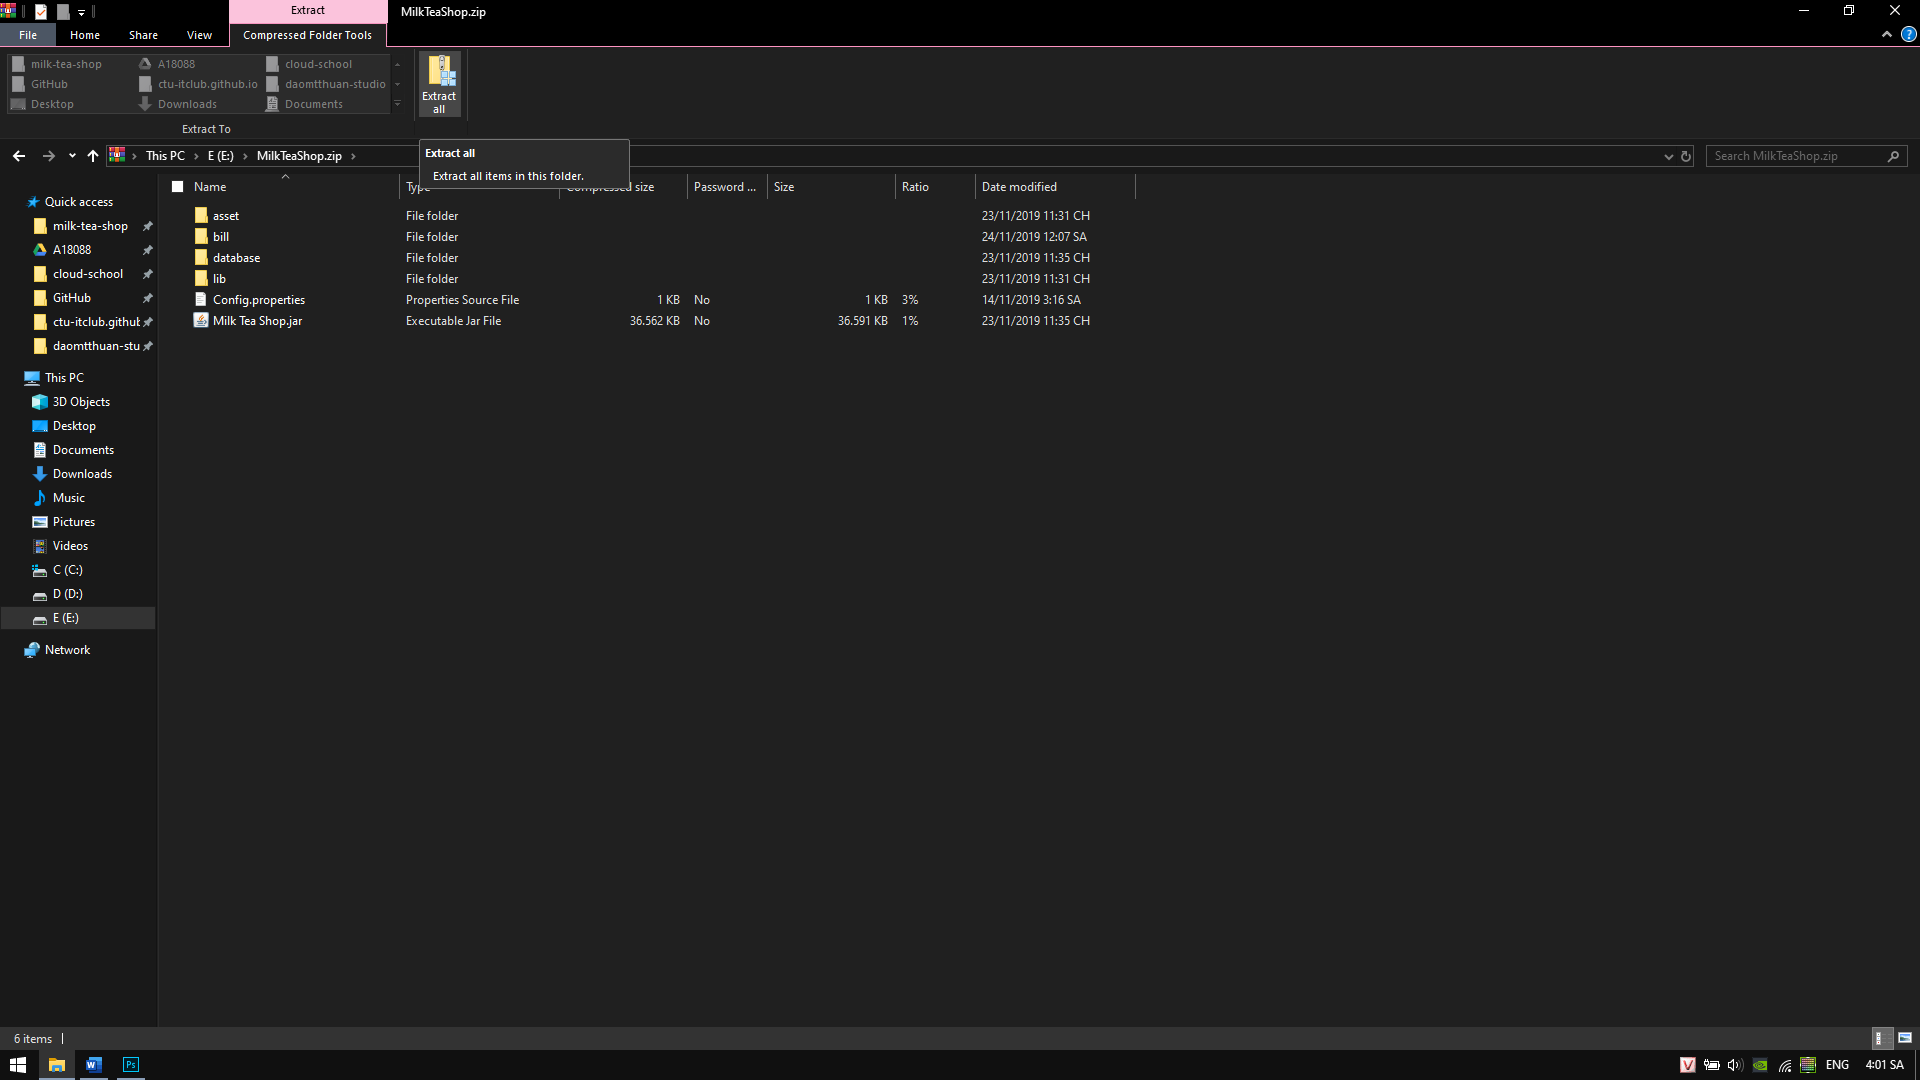 Extract
MilkTeaShop.zip
File
Home
Share
View
Compressed Folder Tools
milk-tea-shop
A18088
cloud-school
GitHub
ctu-itclub.github.io
daomtthuan-studio
Desktop
Downloads
Documents
Extract To
Extract all
This PC
E (E:)
MilkTeaShop.zip
Search MilkTeaShop.zip
Extract all
Extract all items in this folder.
Name
Type
Compressed size
Password ...
Size
Ratio
Date modified
asset File folder 23/11/2019 11:31 CH
bill File folder 24/11/2019 12:07 SA
database File folder 23/11/2019 11:35 CH
lib File folder 23/11/2019 11:31 CH
Config.properties Properties Source File 1 KB No 1 KB 3% 14/11/2019 3:16 SA
Milk Tea Shop.jar Executable Jar File 36.562 KB No 36.591 KB 1% 23/11/2019 11:35 CH
Quick access
milk-tea-shop
A18088
cloud-school
GitHub
ctu-itclub.github
daomtthuan-stu
This PC
3D Objects
Desktop
Documents
Downloads
Music
Pictures
Videos
C (C:)
D (D:)
E (E:)
Network
6 items
W
Ps
V
ENG
4:01 SA